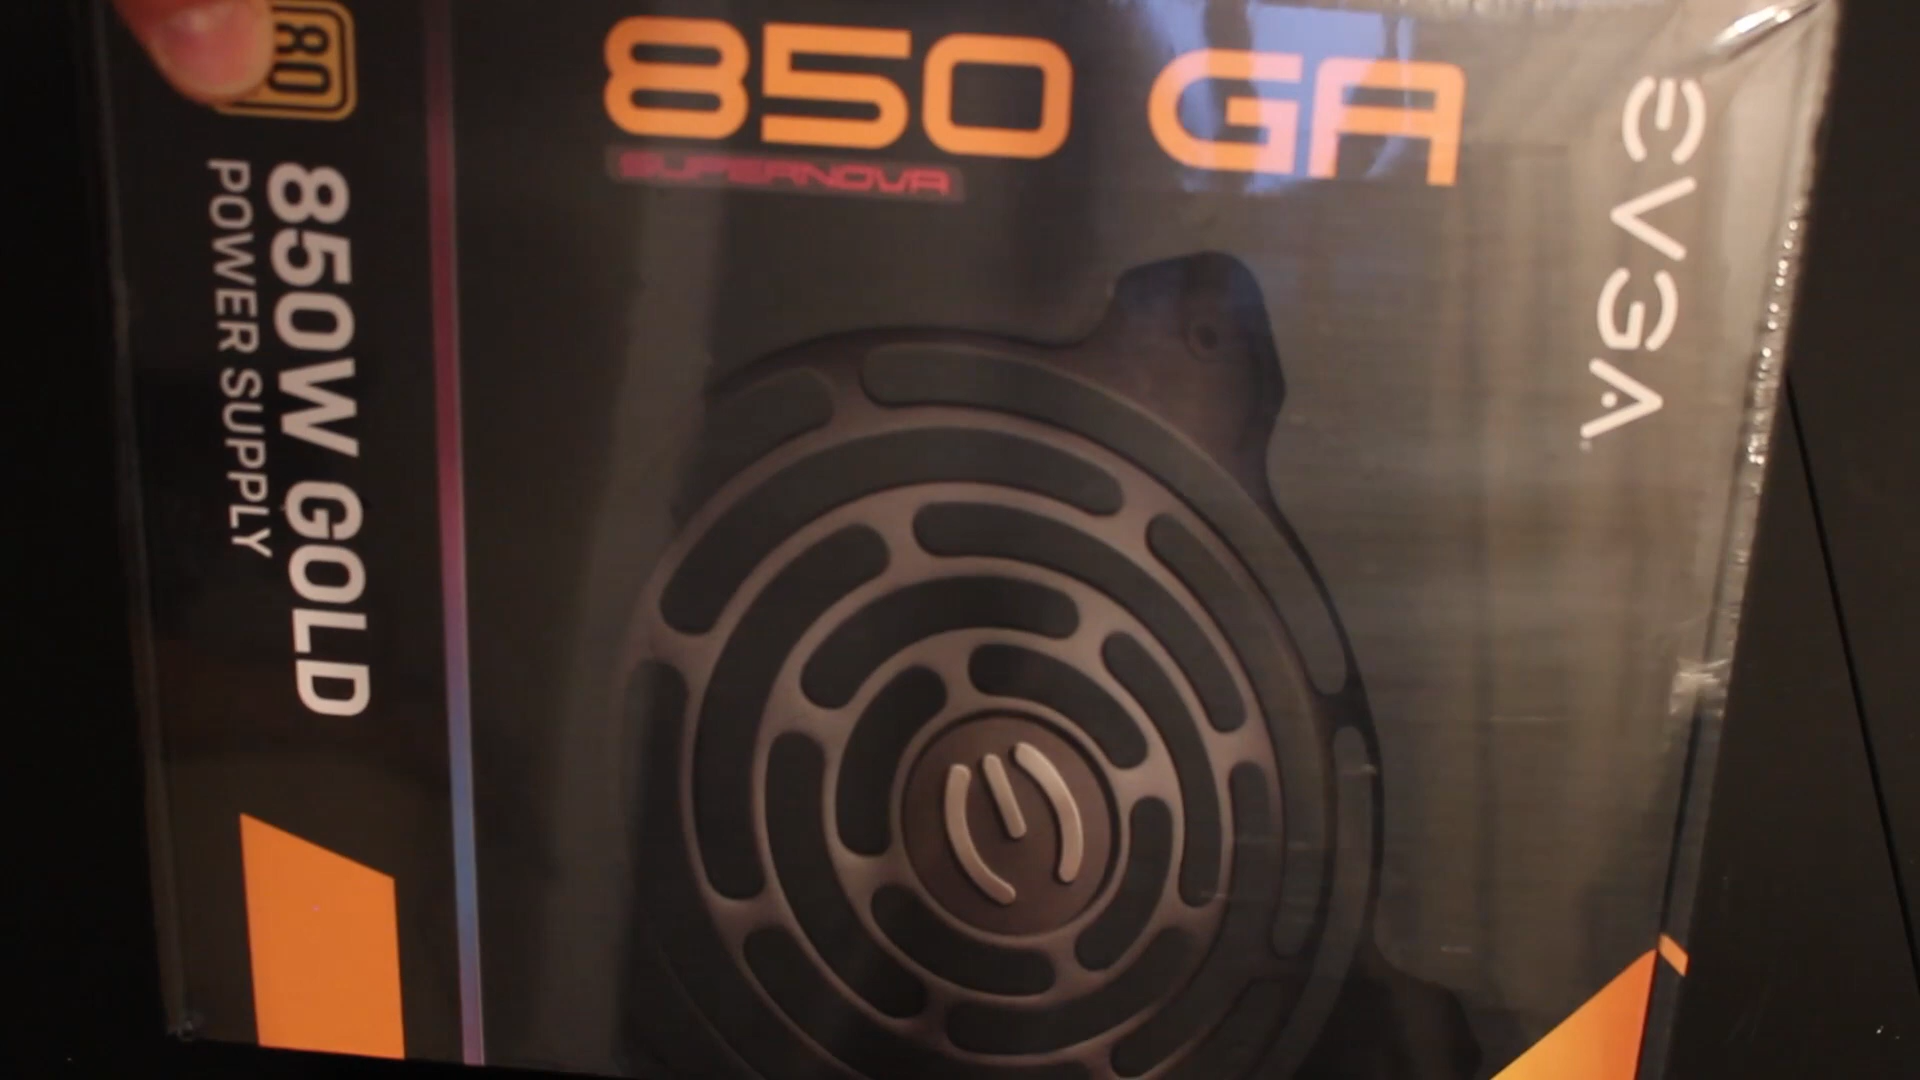 850 GA
SUPERNOVA
EVGA
80
850W GOLD
POWER SUPPLY